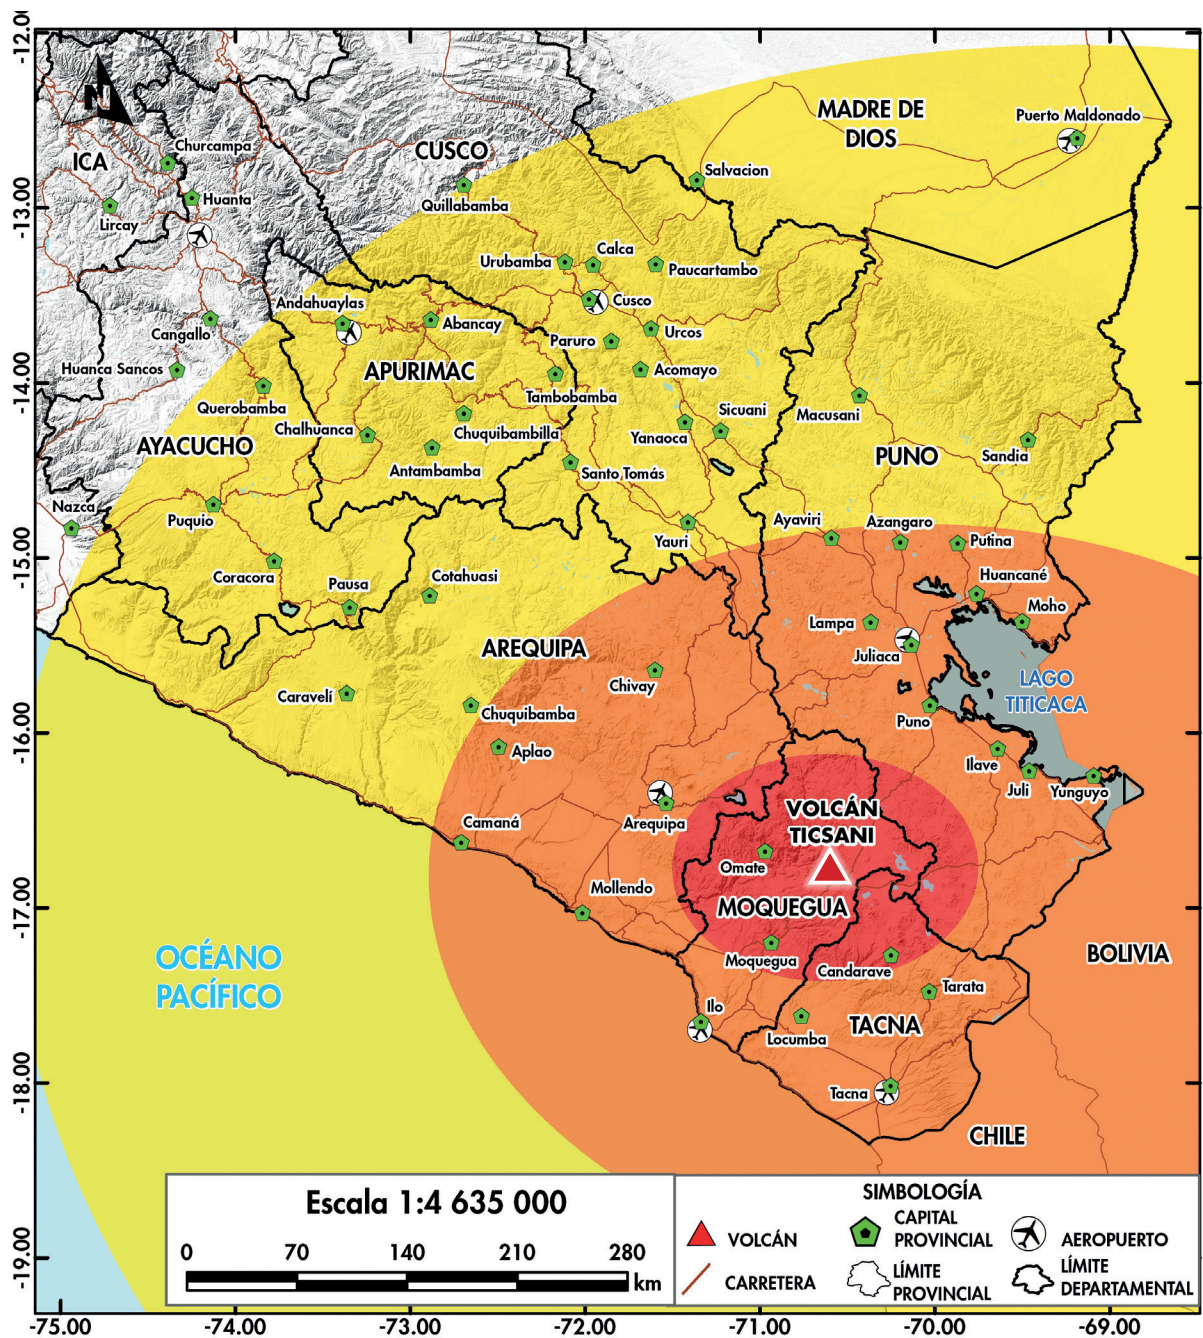 -12.00
-13.00
-14.00
-15.00
-16.00
-17.00
-18.00
-19.00
N
ICA
Churcampa
Lircay
Huanta
CUSCO
Quillabamba
MADRE DE
DIOS
Puerto Maldonado
Salvacion
Urubamba
Calca
Paucartambo
Cusco
Andahuaylas
Abancay
Cangallo
Paruro
Urcos
Huanca Sancos
APURIMAC
Acomayo
Querobamba
Tambobamba
Sicuani
Macusani
AYACUCHO
Chalhuanca
Chuquibambilla
Yanaoca
Antambamba
Santo Tomás
PUNO
Sandia
Nazca
Puquio
Yauri
Ayaviri
Azangaro
Putina
Coracora
Pausa
Cotahuasi
Huancané
Moho
Lampa
AREQUIPA
Juliaca
Chivay
LAGO
TITICACA
Caravelí
Chuquibamba
Puno
Aplao
Ilave
Juli
Yunguyo
Camaná
Arequipa
VOLCÁN
TICSANI
Omate
Mollendo
MOQUEGUA
OCÉANO
PACÍFICO
Moquegua
Candarave
BOLIVIA
Tarata
Ilo
Locumba
TACNA
Tacna
CHILE
Escala 1:4 635 000
0
70
140
210
280
km
SIMBOLOGÍA
VOLCÁN
CAPITAL
PROVINCIAL
AEROPUERTO
CARRETERA
LÍMITE
PROVINCIAL
LÍMITE
DEPARTAMENTAL
-75.00
-74.00
-73.00
-72.00
-71.00
-70.00
-69.00